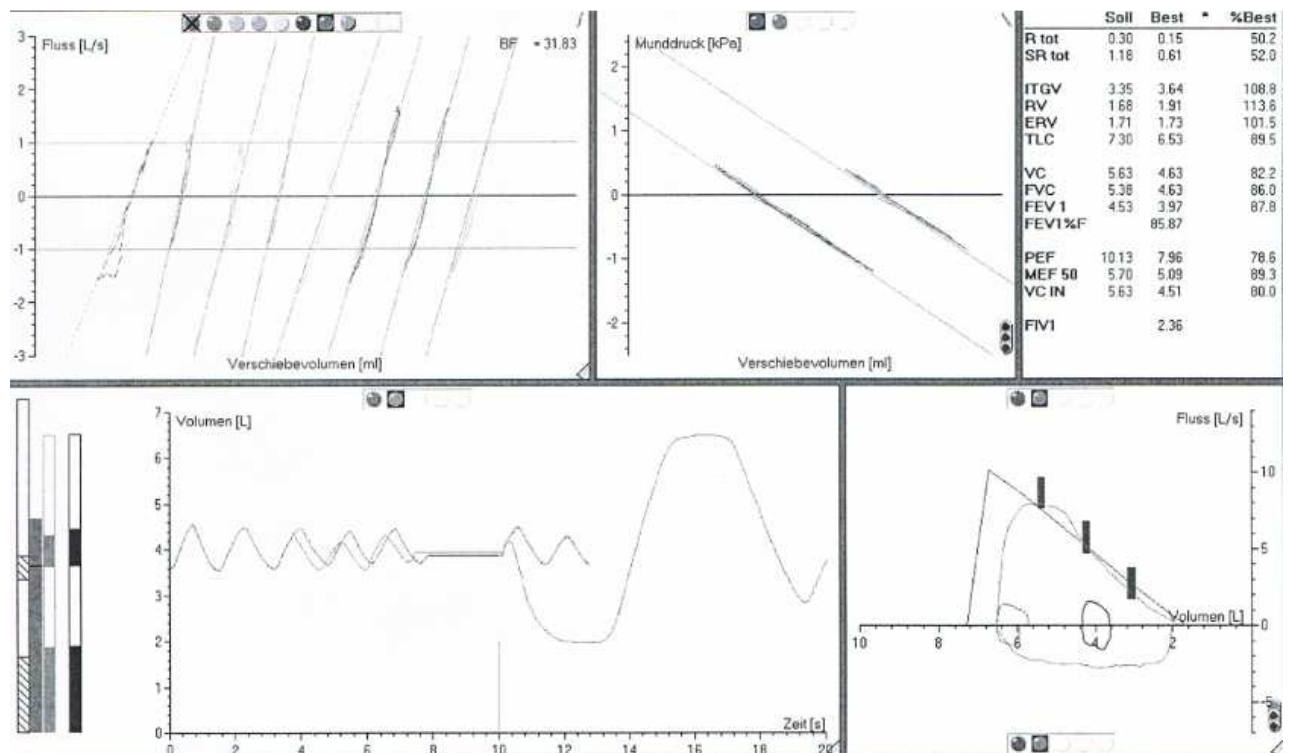 Fluss [L/s]
BF = 31.83
3
2
1
0
-1
-2
-3
Verschiebevolumen [ml]
Munddruck [kPa]
2
1
0
-1
-2
Verschiebevolumen [ml]
Soll Best * %Best
R tot 0.30 0.15 50.2
SR tot 1.18 0.61 52.0
ITGV 3.35 3.64 108.8
RV 1.68 1.91 113.6
ERV 1.71 1.73 101.5
TLC 7.30 6.53 89.5
VC 5.63 4.63 82.2
FVC 5.38 4.63 86.0
FEV 1 4.53 3.97 87.8
FEV1%F 85.87
PEF 10.13 7.96 78.6
MEF 50 5.70 5.09 89.3
VC IN 5.63 4.51 80.0
FIV1 2.36
Volumen [L]
7
6
5
4
3
2
1
0
0 2 4 6 8 10 12 14 16 18 20
Zeit [s]
Fluss [L/s]
10
5
0
-5
Volumen [L]
10 8 6 4 2